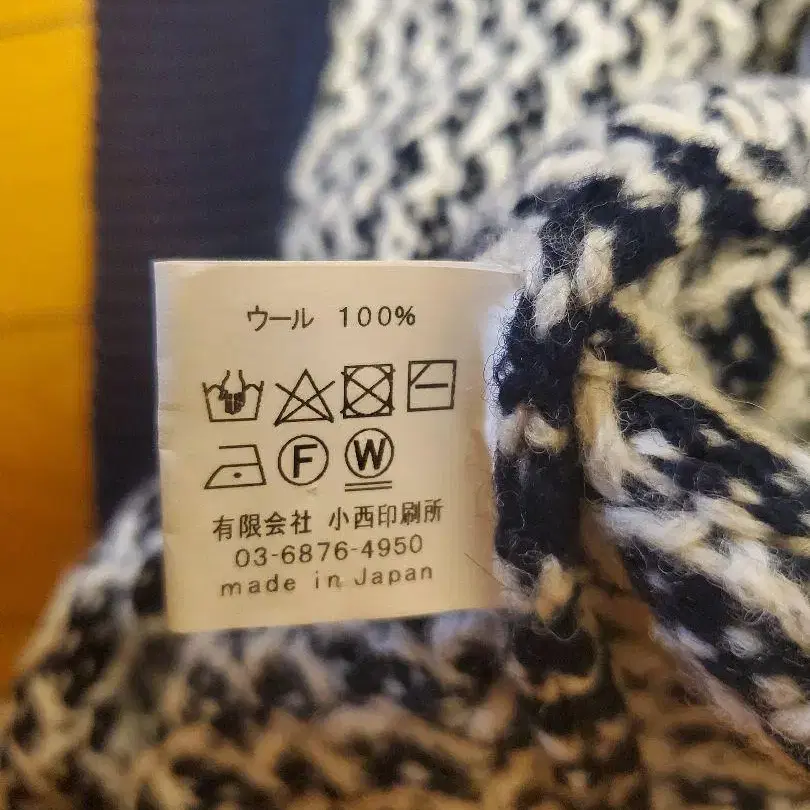 ウール 100%
F W
有限会社 小西印刷所
03-6876-4950
made in Japan